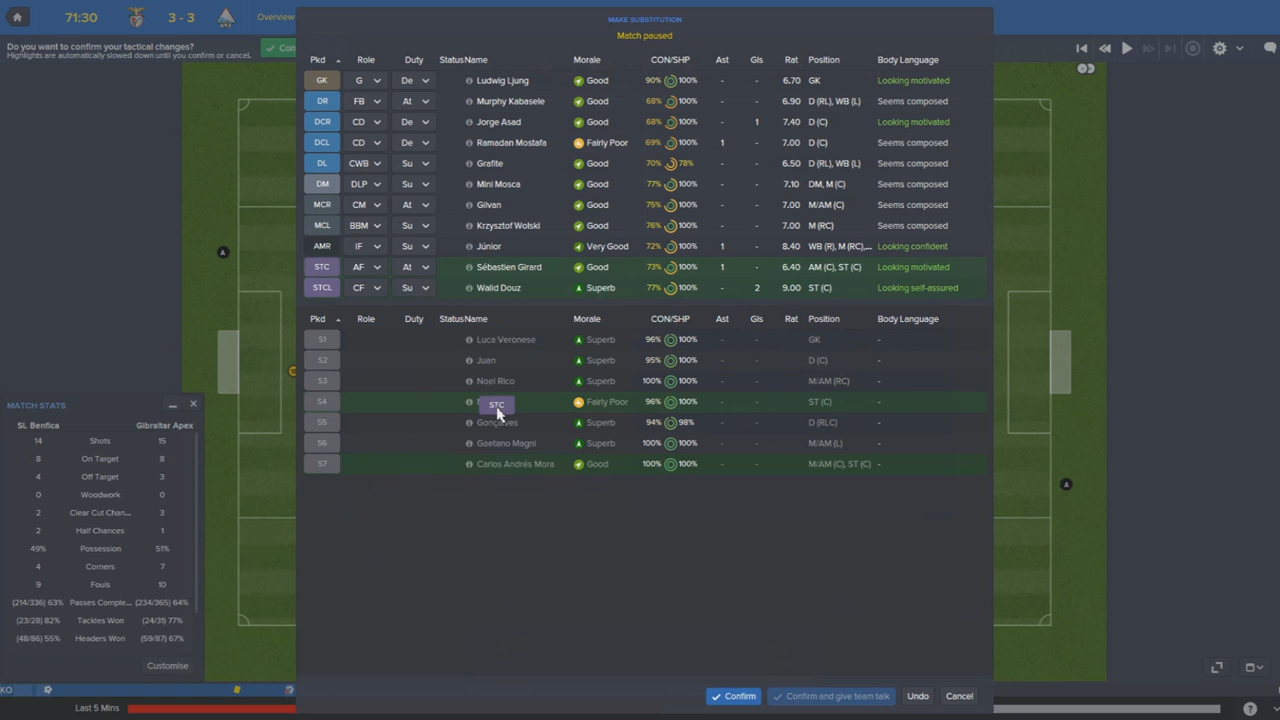 71:30 3 - 3 APEX Overview
MAKE SUBSTITUTION
Match paused
Do you want to confirm your tactical changes?
Highlights are automatically slowed down until you confirm or cancel.
Con
Pkd Role Duty Status Name Morale CON/SHP Ast Gls Rat Position Body Language
GK G De Ludwig Ljung Good 90% 100% - - 6.70 GK Looking motivated
DR FB At Murphy Kabasele Good 68% 100% - - 6.90 D (RL), WB (L) Seems composed
DCR CD De Jorge Asad Good 68% 100% - 1 7.40 D (C) Looking motivated
DCL CD De Ramadan Mostafa Fairly Poor 69% 100% 1 - 7.00 D (C) Seems composed
DL CWB Su Grafite Good 70% 78% - - 6.50 D (RL), WB (L) Seems composed
DM DLP Su Mini Mosca Good 77% 100% - - 7.10 DM, M (C) Seems composed
MCR CM At Gilvan Good 75% 100% - - 7.00 M/AM (C) Seems composed
MCL BBM Su Krzysztof Wolski Good 76% 100% - - 7.00 M (RC) Seems composed
AMR IF Su Júnior Very Good 72% 100% 1 - 8.40 WB (R), M (RC),... Looking confident
STC AF At Sébastien Girard Good 73% 100% 1 - 6.40 AM (C), ST (C) Looking motivated
STCL CF Su Walid Douz Superb 77% 100% - 2 9.00 ST (C) Looking self-assured
Pkd Role Duty Status Name Morale CON/SHP Ast Gls Rat Position Body Language
S1 Luca Veronese Superb 96% 100% - - - GK -
S2 Juan Superb 95% 100% - - - D (C) -
S3 Noel Rico Superb 100% 100% - - - M/AM (RC) -
S4 STC Fairly Poor 96% 100% - - - ST (C) -
S5 Gonçalves Superb 94% 98% - - - D (RLC) -
S6 Gaetano Magni Superb 100% 100% - - - M/AM (L) -
S7 Carlos Andrés Mora Good 100% 100% - - - M/AM (C), ST (C) -
A
A
MATCH STATS
SL Benfica Gibraltar Apex
14 Shots 15
8 On Target 8
4 Off Target 3
0 Woodwork 0
2 Clear Cut Chan... 3
2 Half Chances 1
49% Possession 51%
4 Corners 7
9 Fouls 10
(214/336) 63% Passes Comple... (234/365) 64%
(23/28) 82% Tackles Won (24/31) 77%
(48/86) 55% Headers Won (59/87) 67%
Customise
KO
Confirm Confirm and give team talk Undo Cancel
Last 5 Mins ?